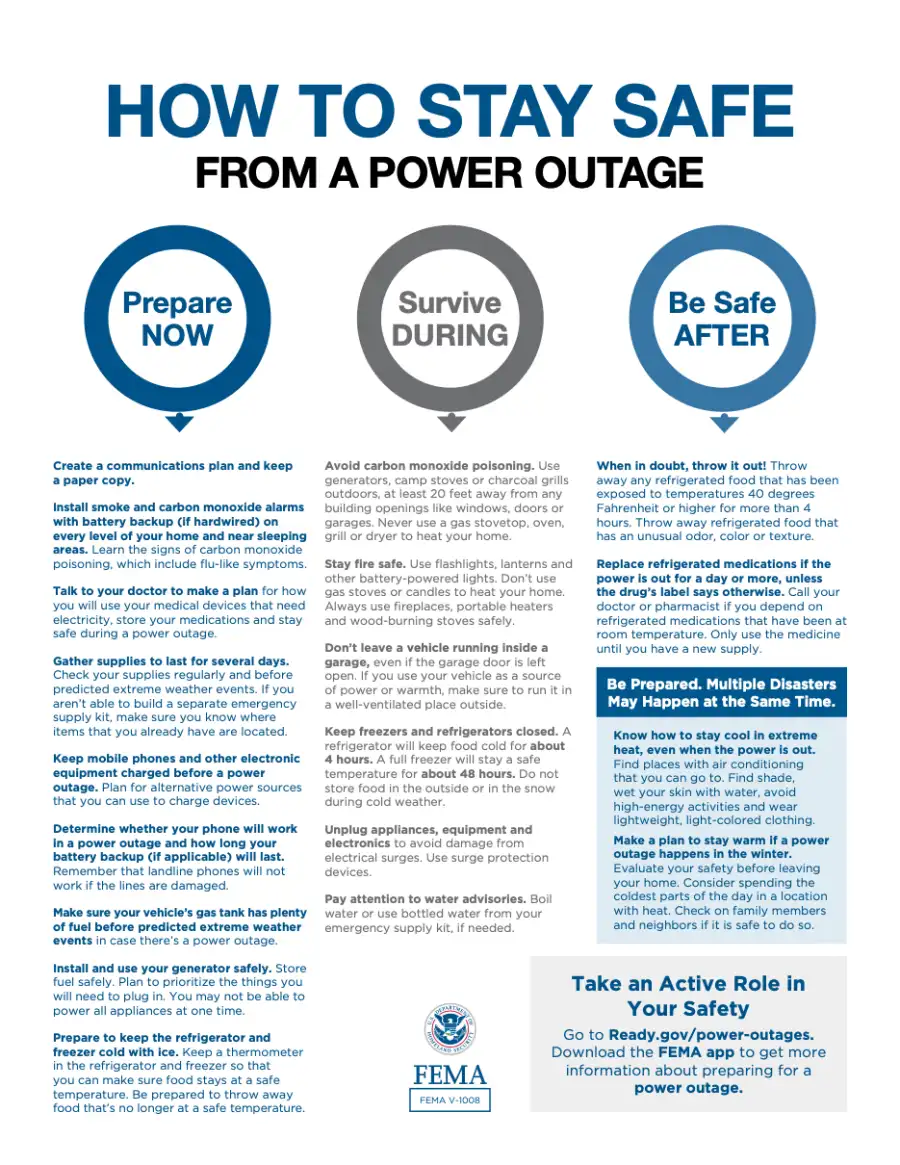 HOW TO STAY SAFE
FROM A POWER OUTAGE
Prepare
NOW
Create a communications plan and keep
a paper copy.
Install smoke and carbon monoxide alarms
with battery backup (if hardwired) on
every level of your home and near sleeping
areas. Learn the signs of carbon monoxide
poisoning, which include flu-like symptoms.
Talk to your doctor to make a plan for how
you will use your medical devices that need
electricity, store your medications and stay
safe during a power outage.
Gather supplies to last for several days.
Check your supplies regularly and before
predicted extreme weather events. If you
aren’t able to build a separate emergency
supply kit, make sure you know where
items that you already have are located.
Keep mobile phones and other electronic
equipment charged before a power
outage. Plan for alternative power sources
that you can use to charge devices.
Determine whether your phone will work
in a power outage and how long your
battery backup (if applicable) will last.
Remember that landline phones will not
work if the lines are damaged.
Make sure your vehicle’s gas tank has plenty
of fuel before predicted extreme weather
events in case there’s a power outage.
Install and use your generator safely. Store
fuel safely. Plan to prioritize the things you
will need to plug in. You may not be able to
power all appliances at one time.
Prepare to keep the refrigerator and
freezer cold with ice. Keep a thermometer
in the refrigerator and freezer so that
you can make sure food stays at a safe
temperature. Be prepared to throw away
food that’s no longer at a safe temperature.
Survive
DURING
Avoid carbon monoxide poisoning. Use
generators, camp stoves or charcoal grills
outdoors, at least 20 feet away from any
building openings like windows, doors or
garages. Never use a gas stovetop, oven,
grill or dryer to heat your home.
Stay fire safe. Use flashlights, lanterns and
other battery-powered lights. Don’t use
gas stoves or candles to heat your home.
Always use fireplaces, portable heaters
and wood-burning stoves safely.
Don’t leave a vehicle running inside a
garage, even if the garage door is left
open. If you use your vehicle as a source
of power or warmth, make sure to run it in
a well-ventilated place outside.
Keep freezers and refrigerators closed. A
refrigerator will keep food cold for about
4 hours. A full freezer will stay a safe
temperature for about 48 hours. Do not
store food in the outside or in the snow
during cold weather.
Unplug appliances, equipment and
electronics to avoid damage from
electrical surges. Use surge protection
devices.
Pay attention to water advisories. Boil
water or use bottled water from your
emergency supply kit, if needed.
Be Safe
AFTER
When in doubt, throw it out! Throw
away any refrigerated food that has been
exposed to temperatures 40 degrees
Fahrenheit or higher for more than 4
hours. Throw away refrigerated food that
has an unusual odor, color or texture.
Replace refrigerated medications if the
power is out for a day or more, unless
the drug’s label says otherwise. Call your
doctor or pharmacist if you depend on
refrigerated medications that have been at
room temperature. Only use the medicine
until you have a new supply.
Be Prepared. Multiple Disasters
May Happen at the Same Time.
Know how to stay cool in extreme
heat, even when the power is out.
Find places with air conditioning
that you can go to. Find shade,
wet your skin with water, avoid
high-energy activities and wear
lightweight, light-colored clothing.
Make a plan to stay warm if a power
outage happens in the winter.
Evaluate your safety before leaving
your home. Consider spending the
coldest parts of the day in a location
with heat. Check on family members
and neighbors if it is safe to do so.
U.S. DEPARTMENT OF
HOMELAND SECURITY
FEMA
FEMA V-1008
Take an Active Role in
Your Safety
Go to Ready.gov/power-outages.
Download the FEMA app to get more
information about preparing for a
power outage.